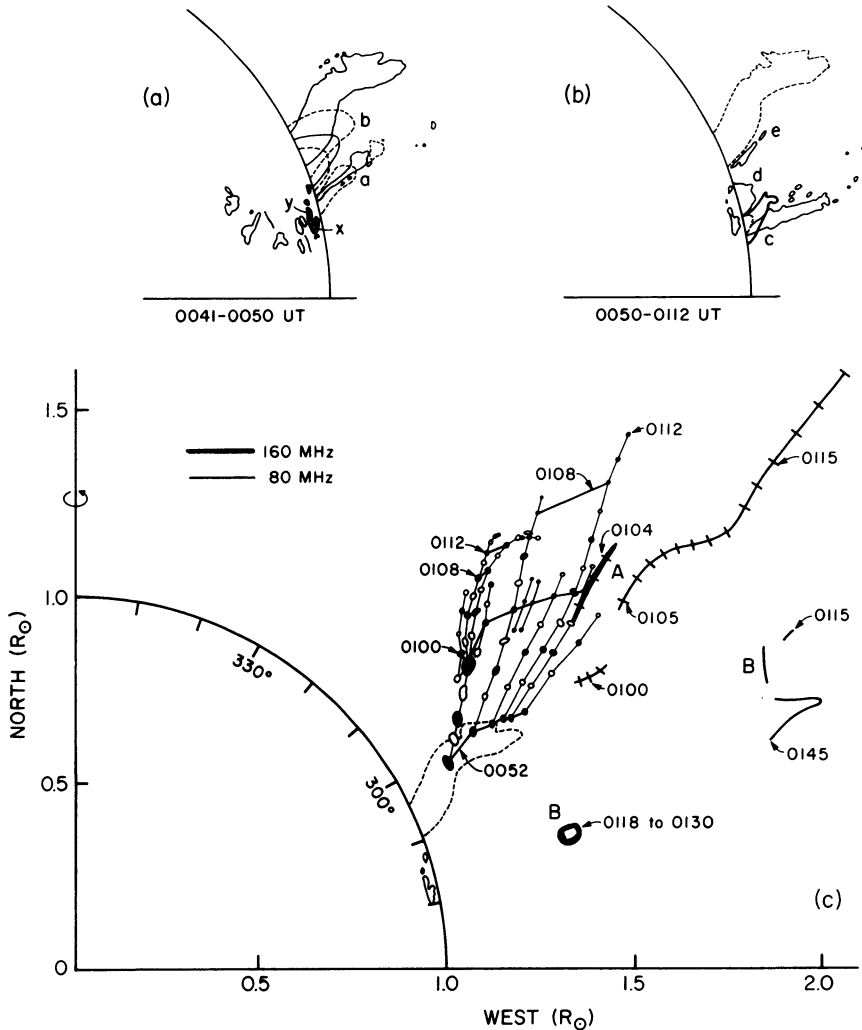 (a)
b
a
y
x
0041-0050 UT
(b)
e
d
c
0050-0112 UT
1.5
160 MHz
80 MHz
0112
0108
0115
0112
0104
0108
A
1.0
0105
0115
0100
B
0100
330°
NORTH (R☉)
0145
0052
0.5
300°
B
0118 to 0130
(c)
0
0.5
1.0
1.5
2.0
WEST (R☉)